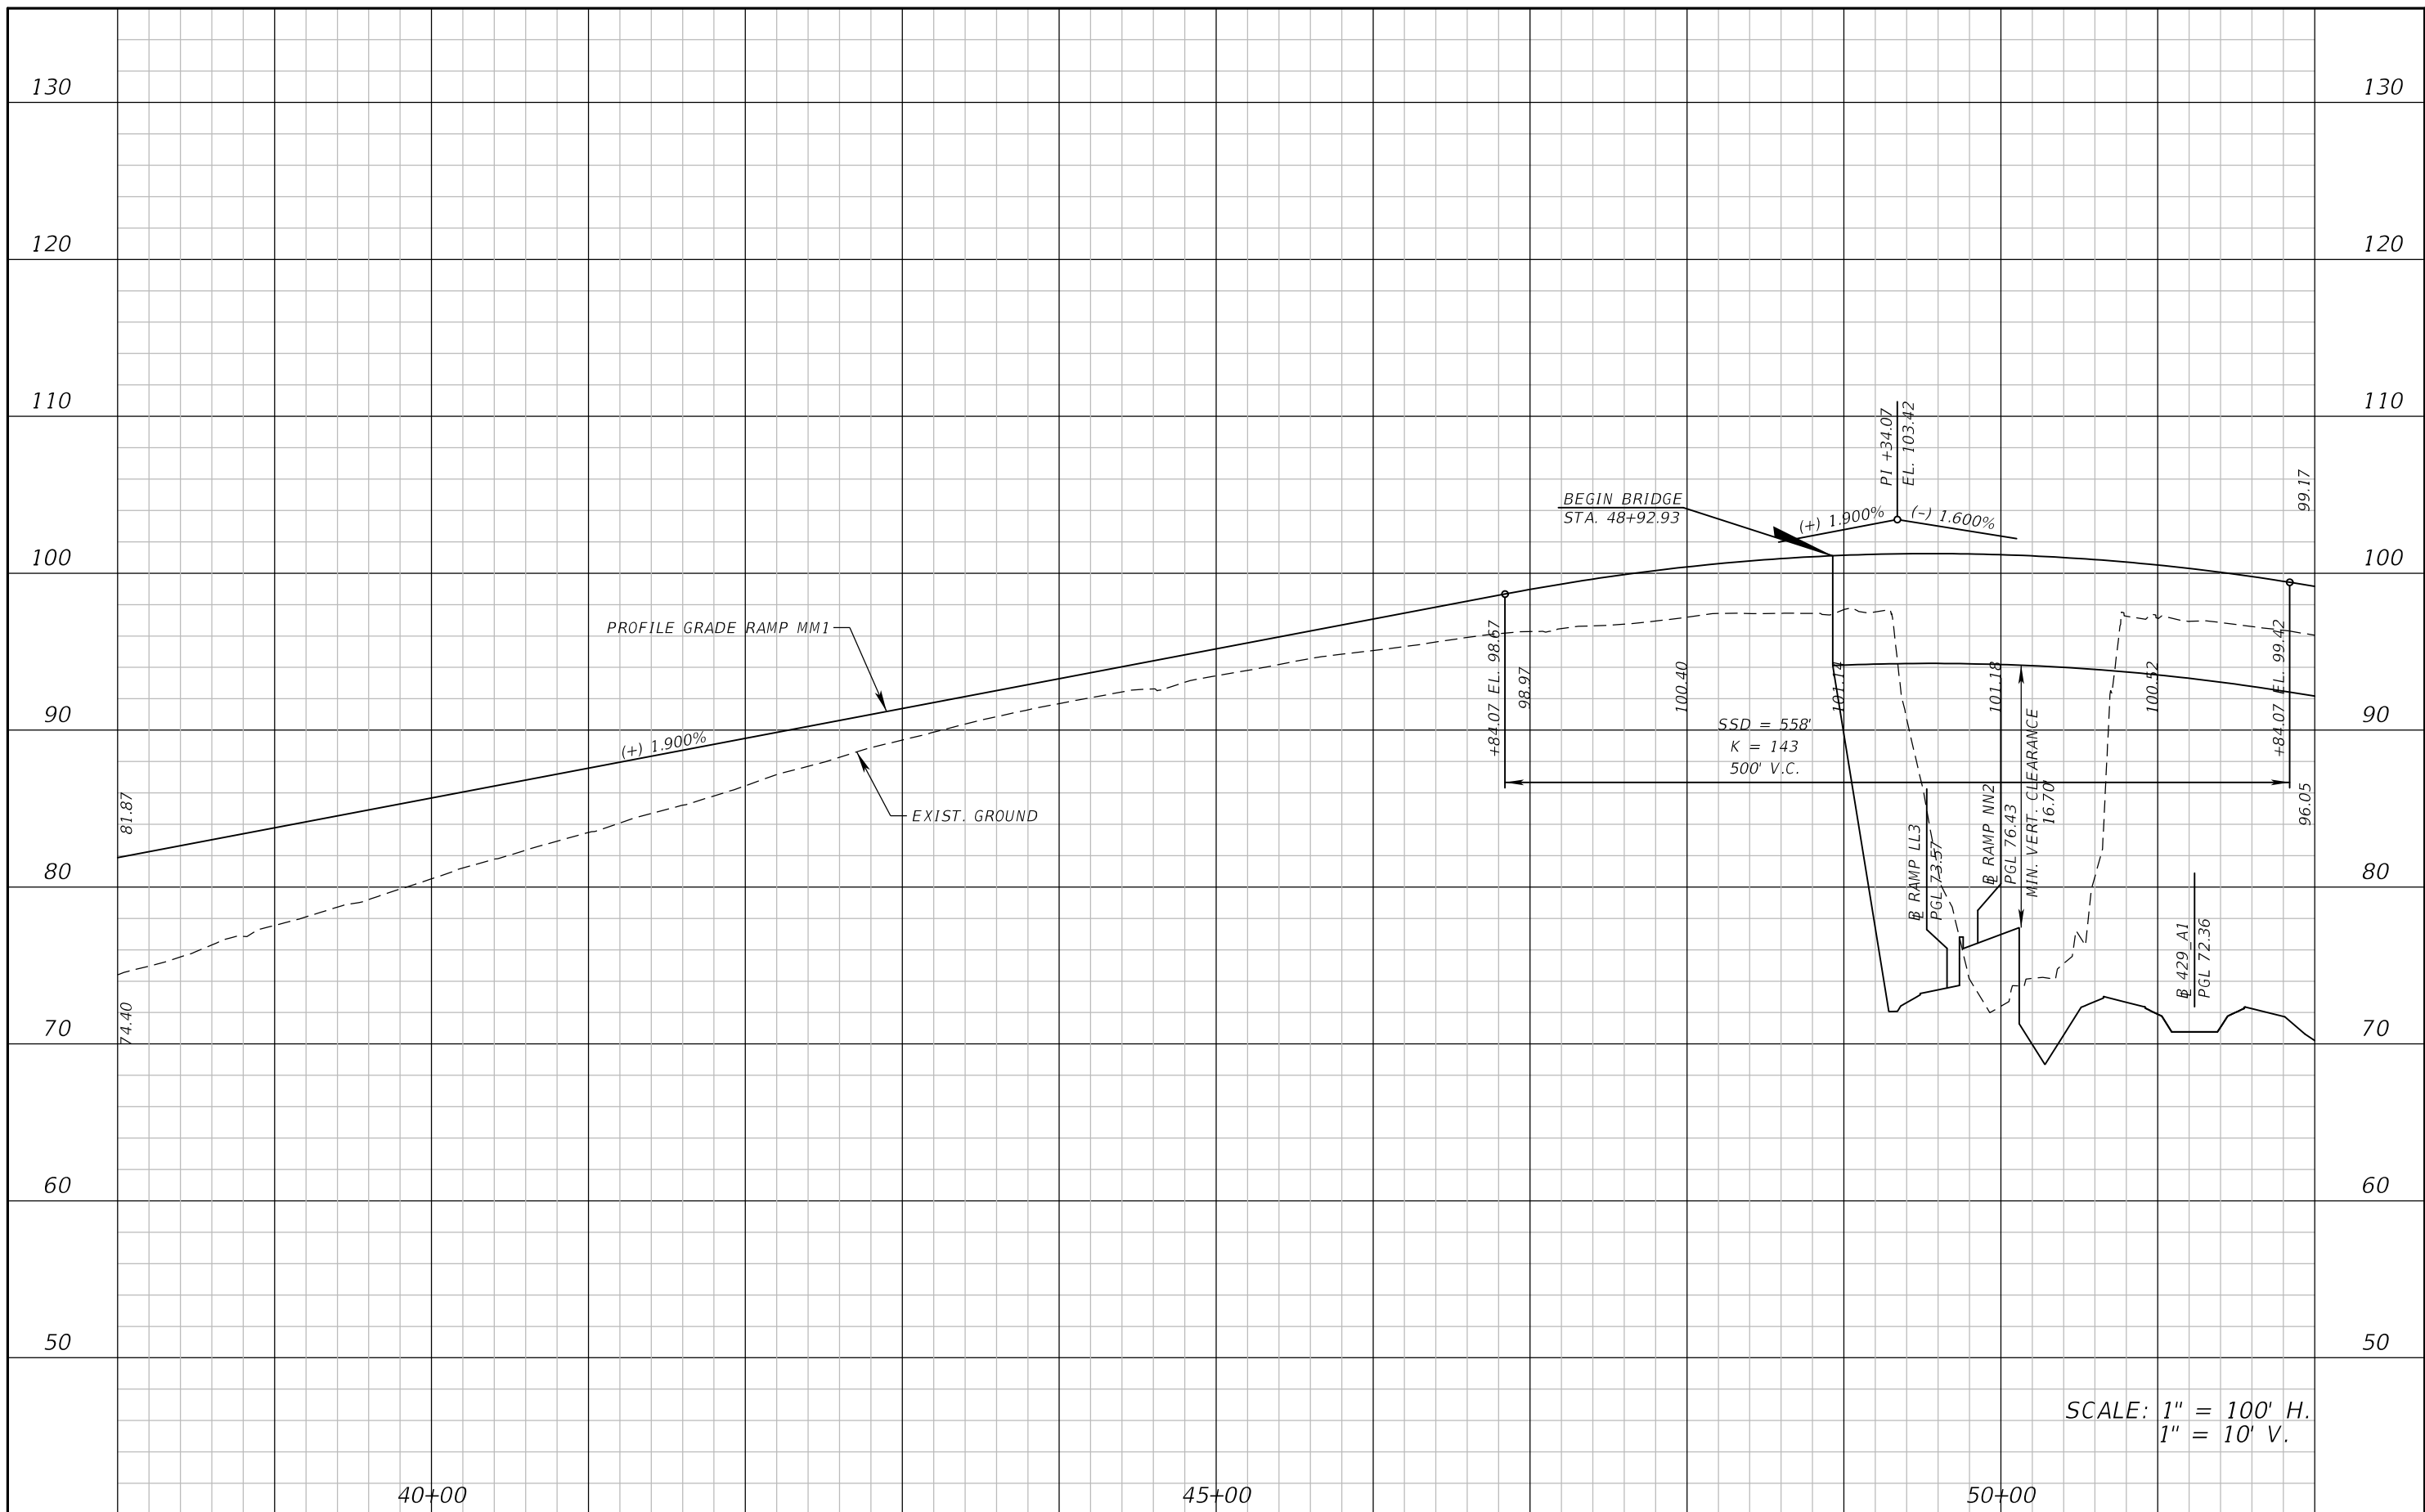 130
130
120
120
110
110
PI +34.07
EL. 103.42
99.17
BEGIN BRIDGE
STA. 48+92.93
(+) 1.900%
(-) 1.600%
100
100
PROFILE GRADE RAMP MM1
+84.07 EL. 98.67
98.97
100.40
101.14
101.18
100.52
+84.07 EL. 99.42
90
90
(+) 1.900%
SSD = 558'
K = 143
500' V.C.
MIN. VERT. CLEARANCE
16.70
81.87
EXIST. GROUND
96.05
80
80
RAMP LL3
PGL 73.57
RAMP NN2
PGL 76.43
429_A1
PGL 72.36
74.40
70
70
60
60
50
50
SCALE: 1" = 100' H.
1" = 10' V.
40+00
45+00
50+00